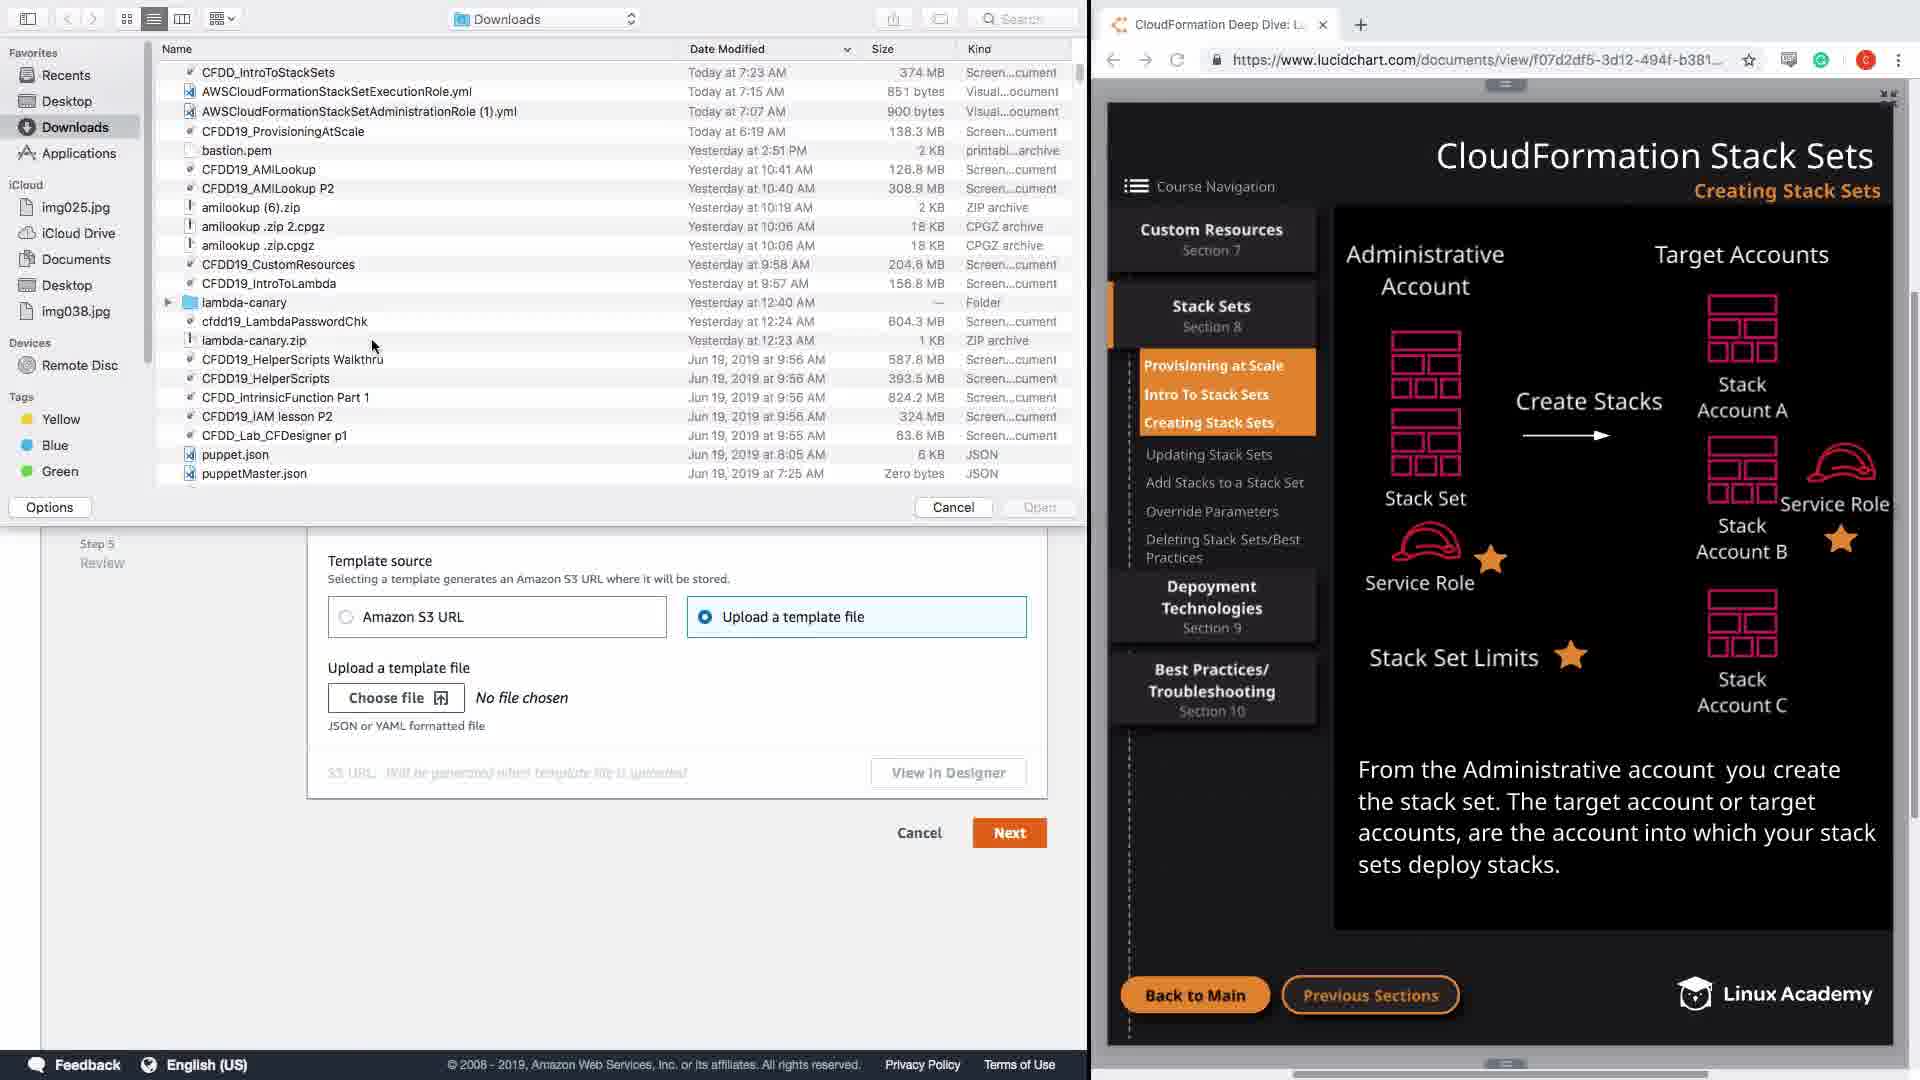 Downloads
Search
Favorites
Recents
Desktop
Downloads
Applications
iCloud
img025.jpg
iCloud Drive
Documents
Desktop
img038.jpg
Devices
Remote Disc
Tags
Yellow
Blue
Green
Name Date Modified Size Kind
CFDD_IntroToStackSets Today at 7:23 AM 374 MB Screen...cument
AWSCloudFormationStackSetExecutionRole.yml Today at 7:15 AM 851 bytes Visual...ocument
AWSCloudFormationStackSetAdministrationRole (1).yml Today at 7:07 AM 900 bytes Visual...ocument
CFDD19_ProvisioningAtScale Today at 6:19 AM 138.3 MB Screen...cument
bastion.pem Yesterday at 2:51 PM 2 KB printabl...archive
CFDD19_AMILookup Yesterday at 10:41 AM 126.8 MB Screen...cument
CFDD19_AMILookup P2 Yesterday at 10:40 AM 308.9 MB Screen...cument
amilookup (6).zip Yesterday at 10:19 AM 2 KB ZIP archive
amilookup .zip 2.cpgz Yesterday at 10:06 AM 18 KB CPGZ archive
amilookup .zip.cpgz Yesterday at 10:06 AM 18 KB CPGZ archive
CFDD19_CustomResources Yesterday at 9:58 AM 204.6 MB Screen...cument
CFDD19_IntroToLambda Yesterday at 9:57 AM 156.8 MB Screen...cument
lambda-canary Yesterday at 12:40 AM — Folder
cfdd19_LambdaPasswordChk Yesterday at 12:24 AM 604.3 MB Screen...cument
lambda-canary.zip Yesterday at 12:23 AM 1 KB ZIP archive
CFDD19_HelperScripts Walkthru Jun 19, 2019 at 9:56 AM 587.8 MB Screen...cument
CFDD19_HelperScripts Jun 19, 2019 at 9:56 AM 393.5 MB Screen...cument
CFDD_IntrinsicFunction Part 1 Jun 19, 2019 at 9:56 AM 824.2 MB Screen...cument
CFDD19_IAM lesson P2 Jun 19, 2019 at 9:56 AM 324 MB Screen...cument
CFDD_Lab_CFDesigner p1 Jun 19, 2019 at 9:55 AM 63.6 MB Screen...cument
puppet.json Jun 19, 2019 at 8:05 AM 6 KB JSON
puppetMaster.json Jun 19, 2019 at 7:25 AM Zero bytes JSON
Options
Cancel
Open
Step 5
Review
Template source
Selecting a template generates an Amazon S3 URL where it will be stored.
Amazon S3 URL
Upload a template file
Upload a template file
Choose file No file chosen
JSON or YAML formatted file
S3 URL: Will be generated when template file is uploaded
View in Designer
Cancel
Next
Feedback
English (US)
© 2008 - 2019, Amazon Web Services, Inc. or its affiliates. All rights reserved.
Privacy Policy
Terms of Use
CloudFormation Deep Dive: L...
https://www.lucidchart.com/documents/view/f07d2df5-3d12-494f-b381...
C
CloudFormation Stack Sets
Creating Stack Sets
Course Navigation
Custom Resources
Section 7
Stack Sets
Section 8
Provisioning at Scale
Intro To Stack Sets
Creating Stack Sets
Updating Stack Sets
Add Stacks to a Stack Set
Override Parameters
Deleting Stack Sets/Best
Practices
Depoyment
Technologies
Section 9
Best Practices/
Troubleshooting
Section 10
Administrative
Account
Stack Set
Service Role
Stack Set Limits
Create Stacks
Target Accounts
Stack
Account A
Service Role
Stack
Account B
Stack
Account C
From the Administrative account you create
the stack set. The target account or target
accounts, are the account into which your stack
sets deploy stacks.
Back to Main
Previous Sections
Linux Academy